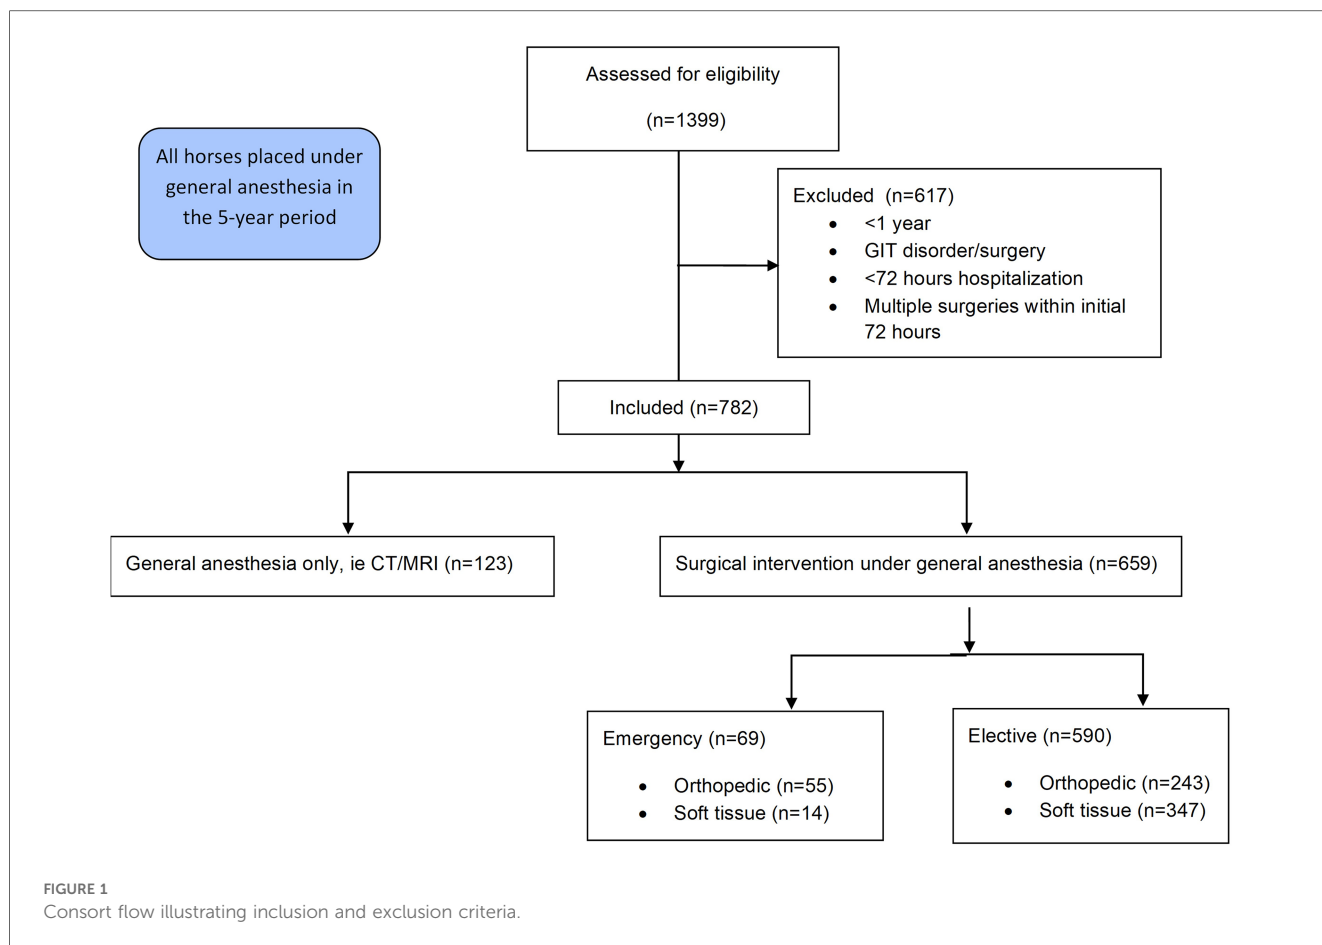 Assessed for eligibility
(n=1399)
All horses placed under
general anesthesia in
the 5-year period
Excluded (n=617)
• <1 year
• GIT disorder/surgery
• <72 hours hospitalization
• Multiple surgeries within initial
72 hours
Included (n=782)
General anesthesia only, ie CT/MRI (n=123)
Surgical intervention under general anesthesia (n=659)
Emergency (n=69)
• Orthopedic (n=55)
• Soft tissue (n=14)
Elective (n=590)
• Orthopedic (n=243)
• Soft tissue (n=347)
FIGURE 1
Consort flow illustrating inclusion and exclusion criteria.